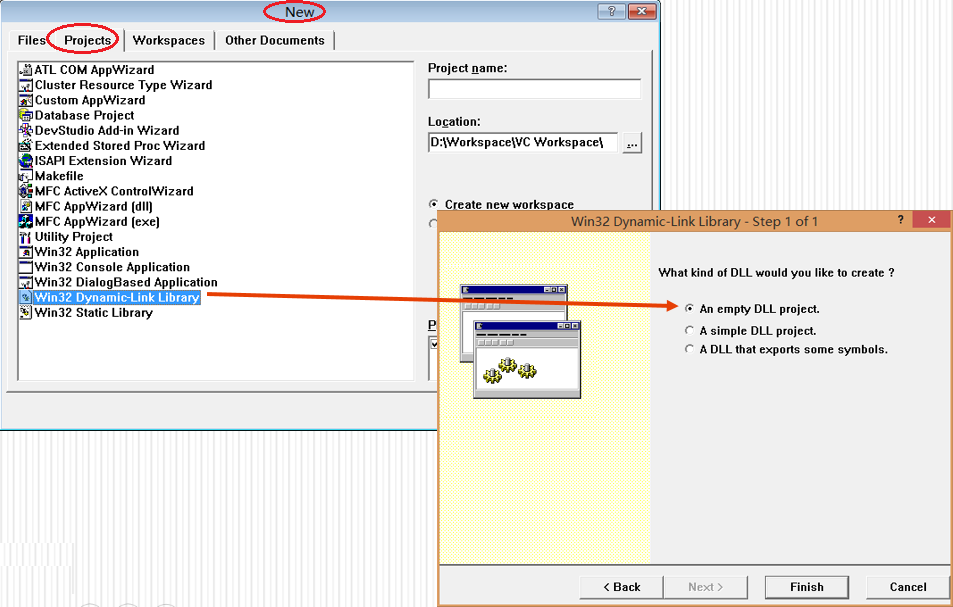 New
Files
Projects
Workspaces
Other Documents
ATL COM AppWizard
Cluster Resource Type Wizard
Custom AppWizard
Database Project
DevStudio Add-in Wizard
Extended Stored Proc Wizard
ISAPI Extension Wizard
Makefile
MFC ActiveX ControlWizard
MFC AppWizard (dll)
MFC AppWizard (exe)
Utility Project
Win32 Application
Win32 Console Application
Win32 DialogBased Application
Win32 Dynamic-Link Library
Win32 Static Library
Project name:
Location:
D:\Workspace\VC Workspace\
...
Create new workspace
P
Win32 Dynamic-Link Library - Step 1 of 1
What kind of DLL would you like to create ?
An empty DLL project.
A simple DLL project.
A DLL that exports some symbols.
< Back
Next >
Finish
Cancel